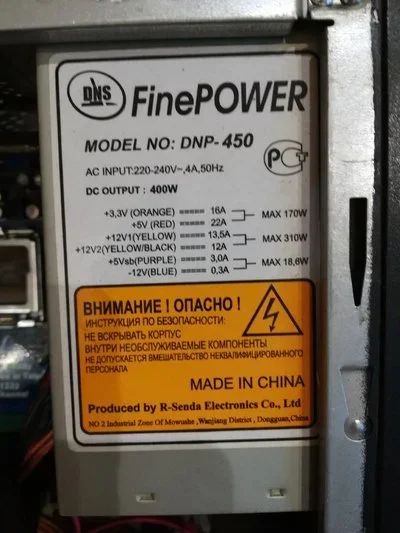 DNS
FinePOWER
MODEL NO: DNP-450
AC INPUT:220-240V~,4A,50Hz
DC OUTPUT : 400W
+3,3V (ORANGE) ===== 16A
+5V (RED) ===== 22A
MAX 170W
+12V1(YELLOW) ===== 13,5A
+12V2(YELLOW/BLACK) ===== 12A
MAX 310W
+5Vsb(PURPLE) ===== 3,0A
-12V(BLUE) ===== 0,3A
MAX 18,6W
ВНИМАНИЕ ! ОПАСНО !
ИНСТРУКЦИЯ ПО БЕЗОПАСНОСТИ:
НЕ ВСКРЫВАТЬ КОРПУС
ВНУТРИ НЕОБСЛУЖИВАЕМЫЕ КОМПОНЕНТЫ
НЕ ДОПУСКАЕТСЯ ВМЕШАТЕЛЬСТВО НЕКВАЛИФИЦИРОВАННОГО
ПЕРСОНАЛА
MADE IN CHINA
Produced by R-Senda Electronics Co., Ltd
NO 2 Industrial Zone Of Mowushe, Wanjiang District , Dongguan,China